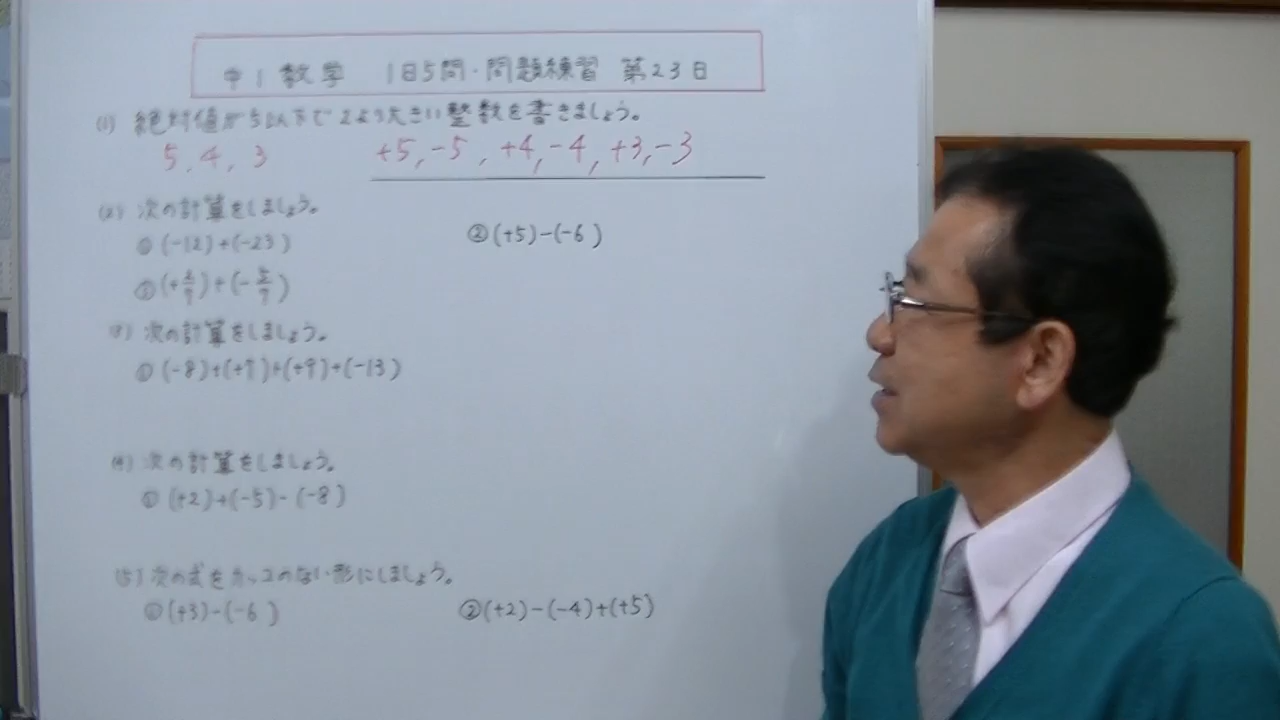 中1数学 1日5問・問題練習 第23日
(1) 絶対値が5以下で2より大きい整数を書きましょう。
5, 4, 3 +5, -5, +4, -4, +3, -3
(2) 次の計算をしましょう。
① (-12)+(-23) ②(+5)-(-6)
③
(3) 次の計算をしましょう。
① (-8)+(+7)+(+9)+(-13)
(4) 次の計算をしましょう。
① (+2)+(-5)-(-8)
(5) 次の式をカッコのない形にしましょう。
① (+3)-(-6) ②(+2)-(-4)+(+5)